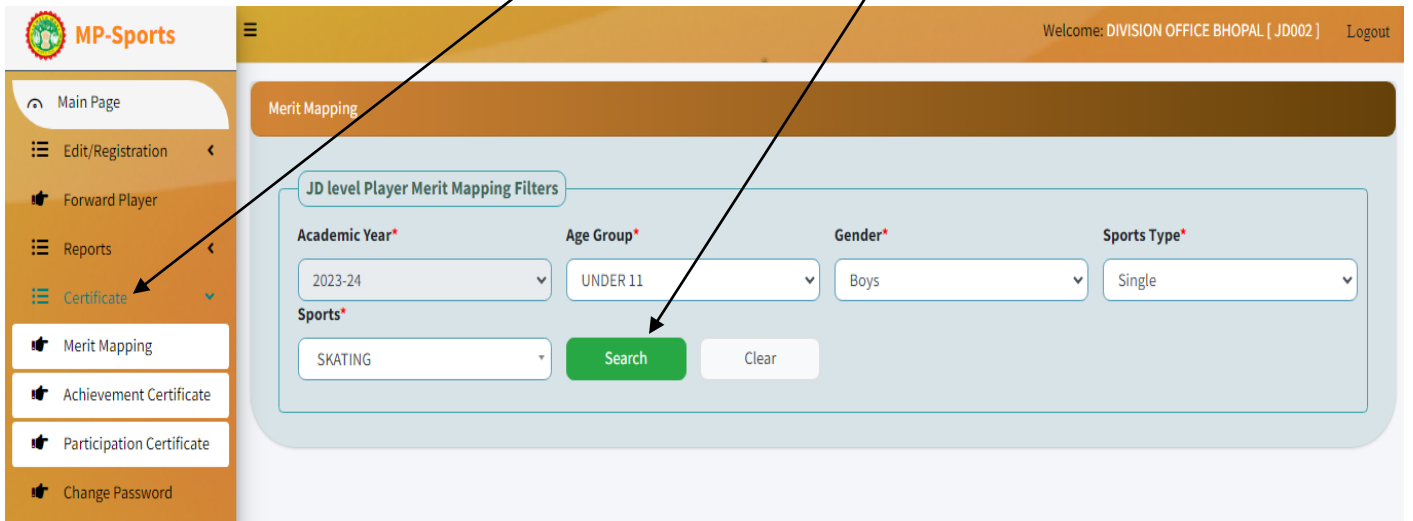 MP-Sports
Welcome: DIVISION OFFICE BHOPAL [ JD002 ] Logout
Main Page
Edit/Registration
Forward Player
Reports
Certificate
Merit Mapping
Achievement Certificate
Participation Certificate
Change Password
Merit Mapping
JD level Player Merit Mapping Filters
Academic Year* Age Group* Gender* Sports Type*
2023-24 UNDER 11 Boys Single
Sports*
SKATING Search Clear